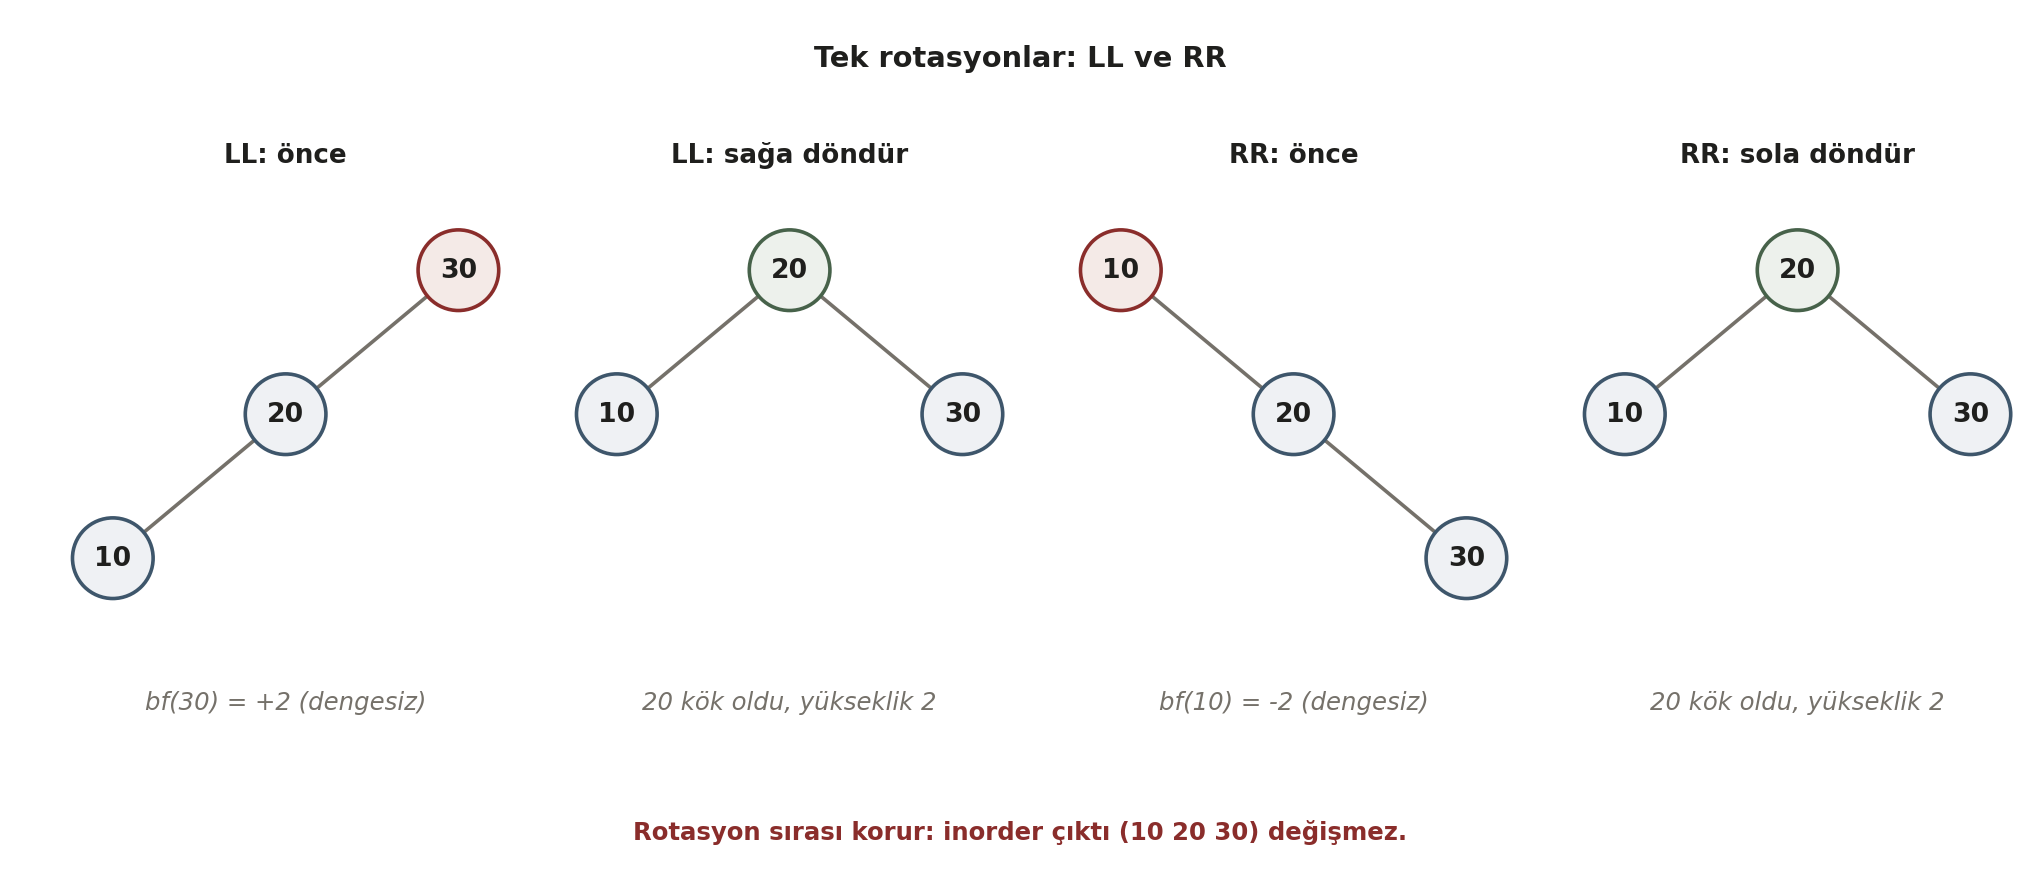 Tek rotasyonlar: LL ve RR
LL: önce
30
20
10
bf(30) = +2 (dengesiz)
LL: sağa döndür
20
10 30
20 kök oldu, yükseklik 2
RR: önce
10
20
30
bf(10) = -2 (dengesiz)
RR: sola döndür
20
10 30
20 kök oldu, yükseklik 2
Rotasyon sırası korur: inorder çıktı (10 20 30) değişmez.